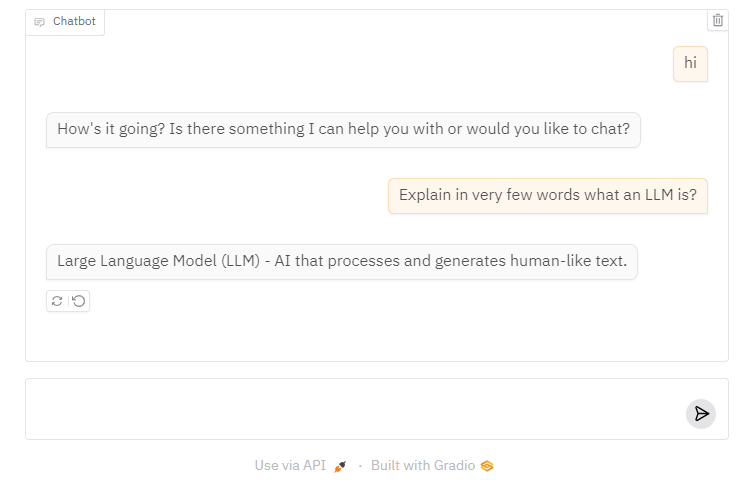 Chatbot
hi
How's it going? Is there something I can help you with or would you like to chat?
Explain in very few words what an LLM is?
Large Language Model (LLM) - AI that processes and generates human-like text.
Use via API · Built with Gradio